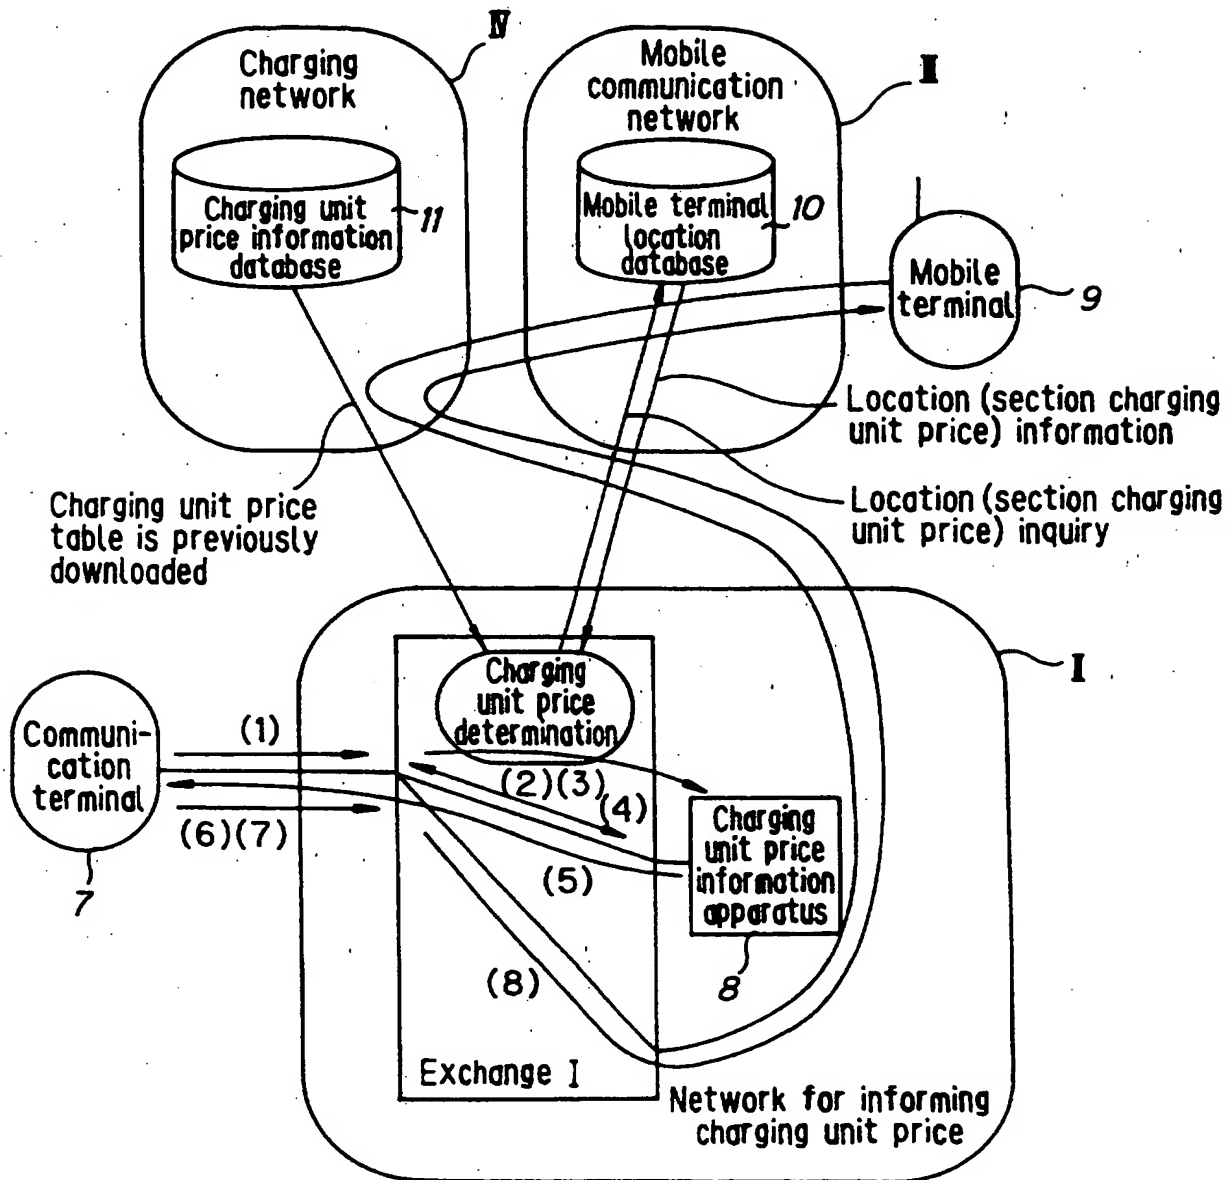 IV
Charging
network
Charging unit
price information
database
11
Mobile
communication
network
II
Mobile terminal
location
database
10
Mobile
terminal
9
Location (section charging
unit price) information
Location (section charging
unit price) inquiry
Charging unit price
table is previously
downloaded
I
Charging
unit price
determination
Communi-
cation
terminal
7
(1)
(2)(3)
(4)
(5)
(6)(7)
(8)
Charging
unit price
information
apparatus
8
Exchange I
Network for informing
charging unit price